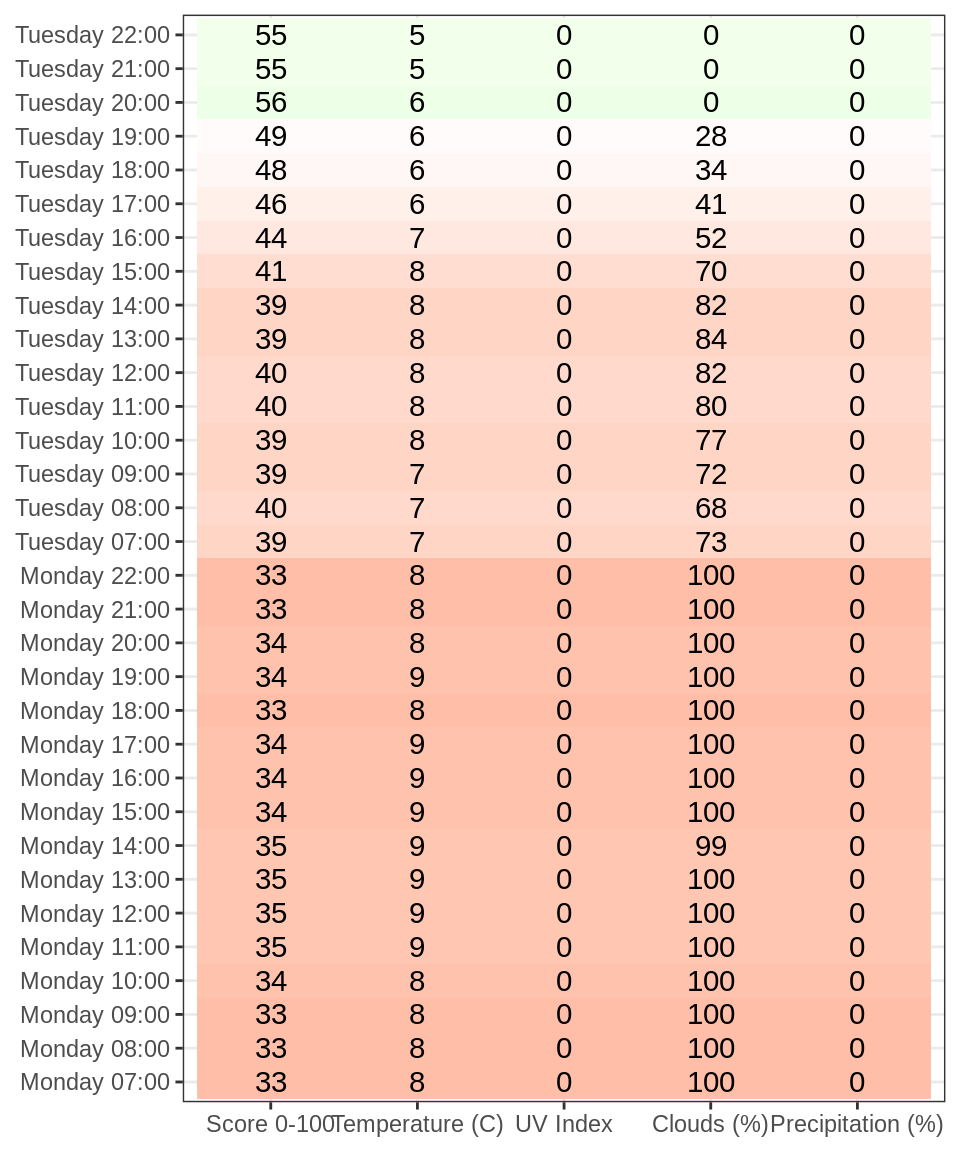 Tuesday 22:00 55 5 0 0 0
Tuesday 21:00 55 5 0 0 0
Tuesday 20:00 56 6 0 0 0
Tuesday 19:00 49 6 0 28 0
Tuesday 18:00 48 6 0 34 0
Tuesday 17:00 46 6 0 41 0
Tuesday 16:00 44 7 0 52 0
Tuesday 15:00 41 8 0 70 0
Tuesday 14:00 39 8 0 82 0
Tuesday 13:00 39 8 0 84 0
Tuesday 12:00 40 8 0 82 0
Tuesday 11:00 40 8 0 80 0
Tuesday 10:00 39 8 0 77 0
Tuesday 09:00 39 7 0 72 0
Tuesday 08:00 40 7 0 68 0
Tuesday 07:00 39 7 0 73 0
Monday 22:00 33 8 0 100 0
Monday 21:00 33 8 0 100 0
Monday 20:00 34 8 0 100 0
Monday 19:00 34 9 0 100 0
Monday 18:00 33 8 0 100 0
Monday 17:00 34 9 0 100 0
Monday 16:00 34 9 0 100 0
Monday 15:00 34 9 0 100 0
Monday 14:00 35 9 0 99 0
Monday 13:00 35 9 0 100 0
Monday 12:00 35 9 0 100 0
Monday 11:00 35 9 0 100 0
Monday 10:00 34 8 0 100 0
Monday 09:00 33 8 0 100 0
Monday 08:00 33 8 0 100 0
Monday 07:00 33 8 0 100 0
Score 0-100 Temperature (C) UV Index Clouds (%) Precipitation (%)